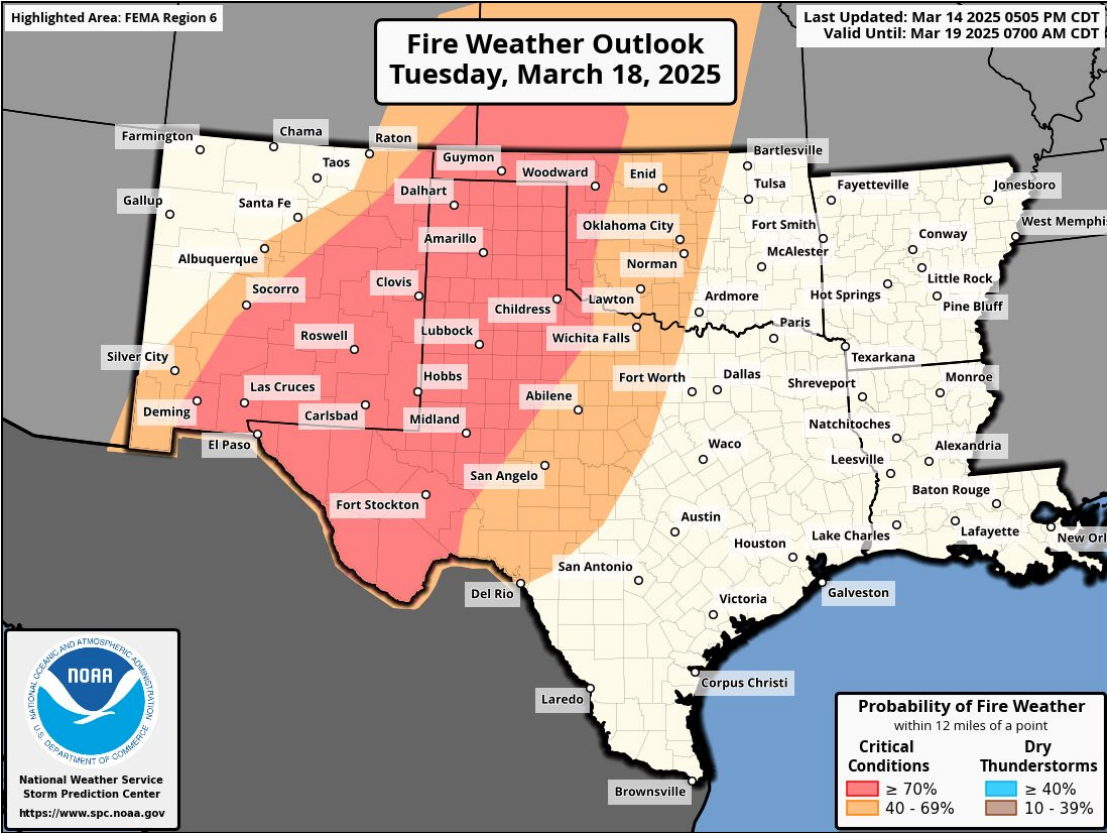 Highlighted Area: FEMA Region 6
Fire Weather Outlook
Tuesday, March 18, 2025
Last Updated: Mar 14 2025 0505 PM CDT
Valid Until: Mar 19 2025 0700 AM CDT
Farmington
Chama
Raton
Taos
Guymon
Woodward
Enid
Bartlesville
Tulsa
Fayetteville
Jonesboro
Gallup
Santa Fe
Dalhart
Oklahoma City
Fort Smith
West Memphis
Albuquerque
Amarillo
Norman
McAlester
Conway
Socorro
Clovis
Childress
Lawton
Ardmore
Hot Springs
Little Rock
Pine Bluff
Roswell
Lubbock
Wichita Falls
Paris
Silver City
Texarkana
Las Cruces
Hobbs
Fort Worth
Dallas
Shreveport
Monroe
Deming
Carlsbad
Midland
Abilene
Natchitoches
El Paso
Waco
Leesville
Alexandria
San Angelo
Baton Rouge
Fort Stockton
Austin
Houston
Lake Charles
Lafayette
New Orl
San Antonio
Del Rio
Victoria
Galveston
Laredo
Corpus Christi
Brownsville
NATIONAL OCEANIC AND ATMOSPHERIC ADMINISTRATION
NOAA
U.S. DEPARTMENT OF COMMERCE
National Weather Service
Storm Prediction Center
https://www.spc.noaa.gov
Probability of Fire Weather
within 12 miles of a point
Critical Conditions
≥ 70%
40 - 69%
Dry Thunderstorms
≥ 40%
10 - 39%